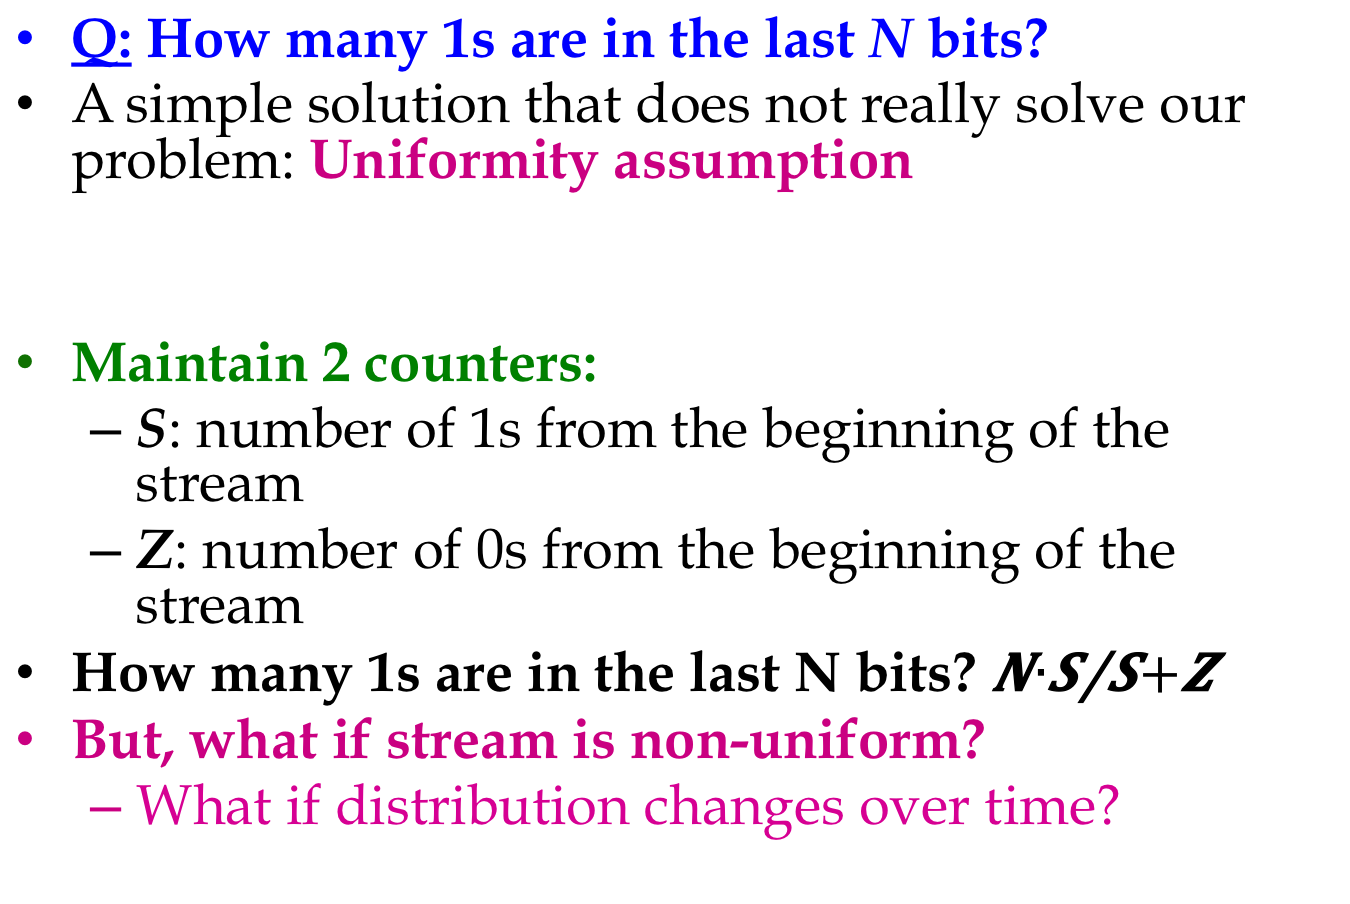 • Q: How many 1s are in the last N bits?
• A simple solution that does not really solve our
problem: Uniformity assumption
• Maintain 2 counters:
– S: number of 1s from the beginning of the
stream
– Z: number of 0s from the beginning of the
stream
• How many 1s are in the last N bits? N·S/S+Z
• But, what if stream is non-uniform?
– What if distribution changes over time?